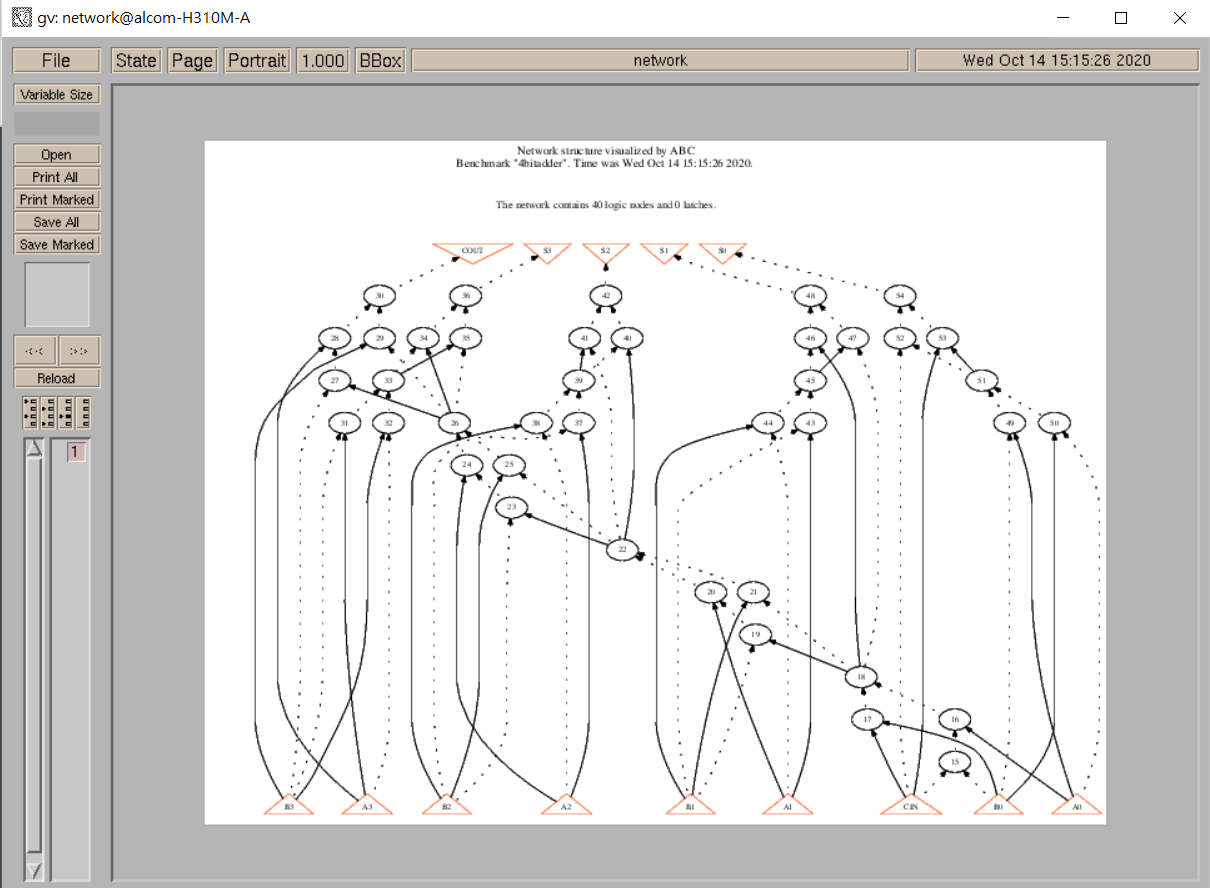 gv: network@alcom-H310M-A
File State Page Portrait 1.000 BBox network Wed Oct 14 15:15:26 2020
Variable Size
Open
Print All
Print Marked
Save All
Save Marked
<< >>
Reload
1
Network structure visualized by ABC
Benchmark "4bitadder". Time was Wed Oct 14 15:15:26 2020.
The network contains 40 logic nodes and 0 latches.
COUT S3 S2 S1 S0
30 36 42 48 54
28 29 34 35 41 40 46 47 52 53
27 33 39 45 51
31 32 26 38 37 44 43 49 50
24 25
23
22
20 21
19
18
17 16
15
B3 A3 B2 A2 B1 A1 CIN B0 A0